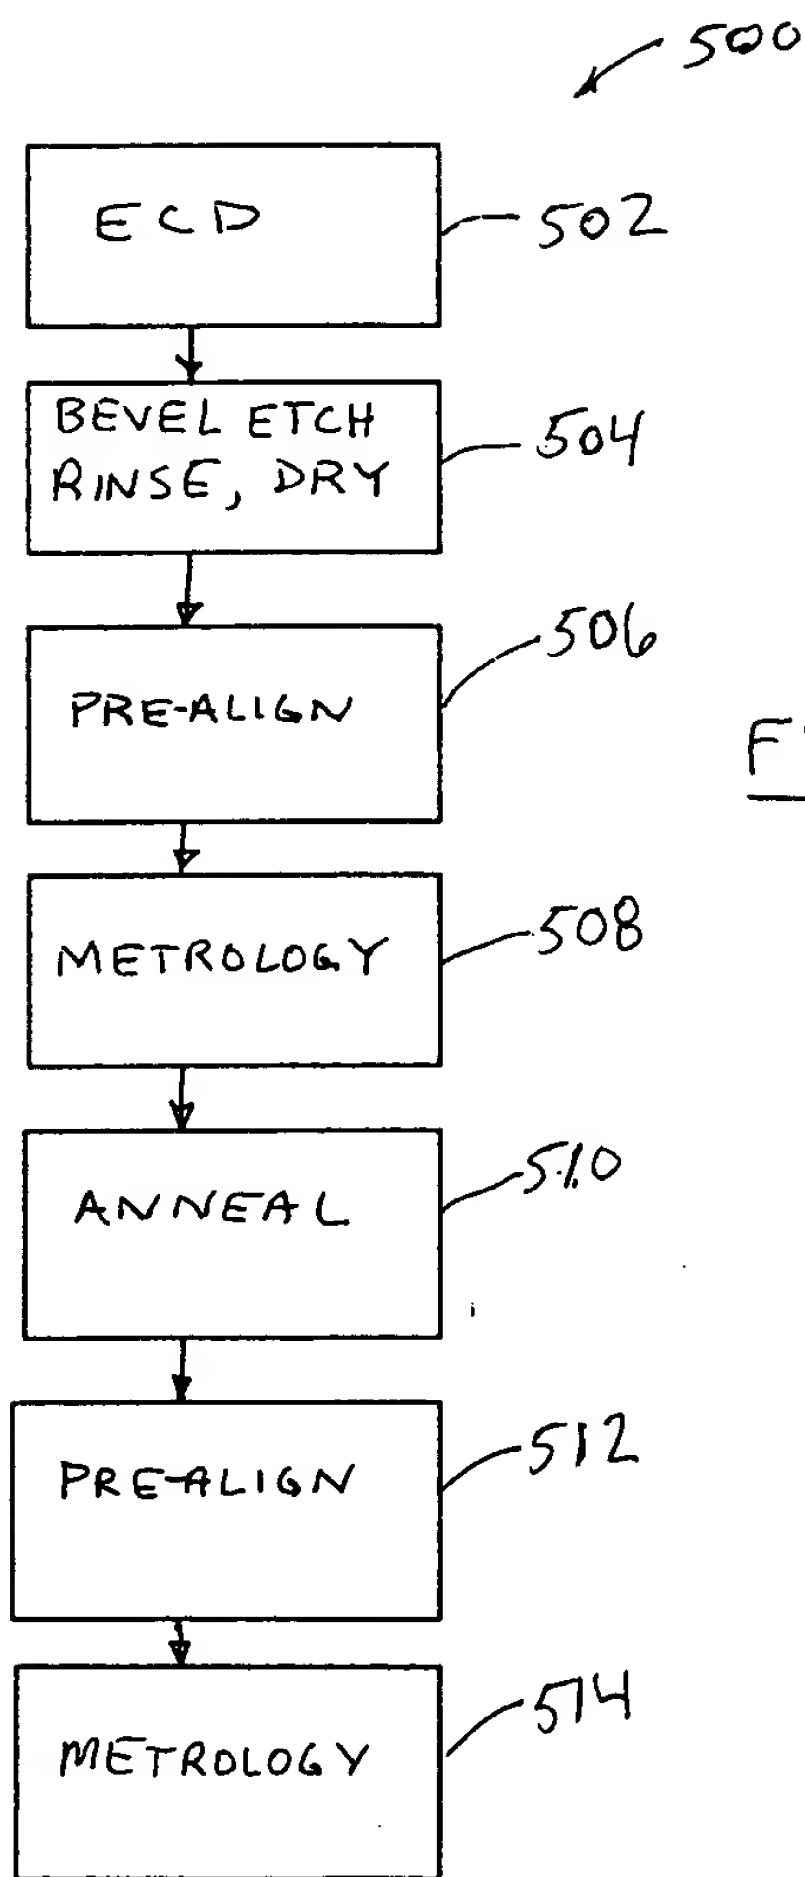 500
ECD
502
BEVEL ETCH
RINSE, DRY
504
PRE-ALIGN
506
METROLOGY
508
ANNEAL
510
PRE-ALIGN
512
METROLOGY
514